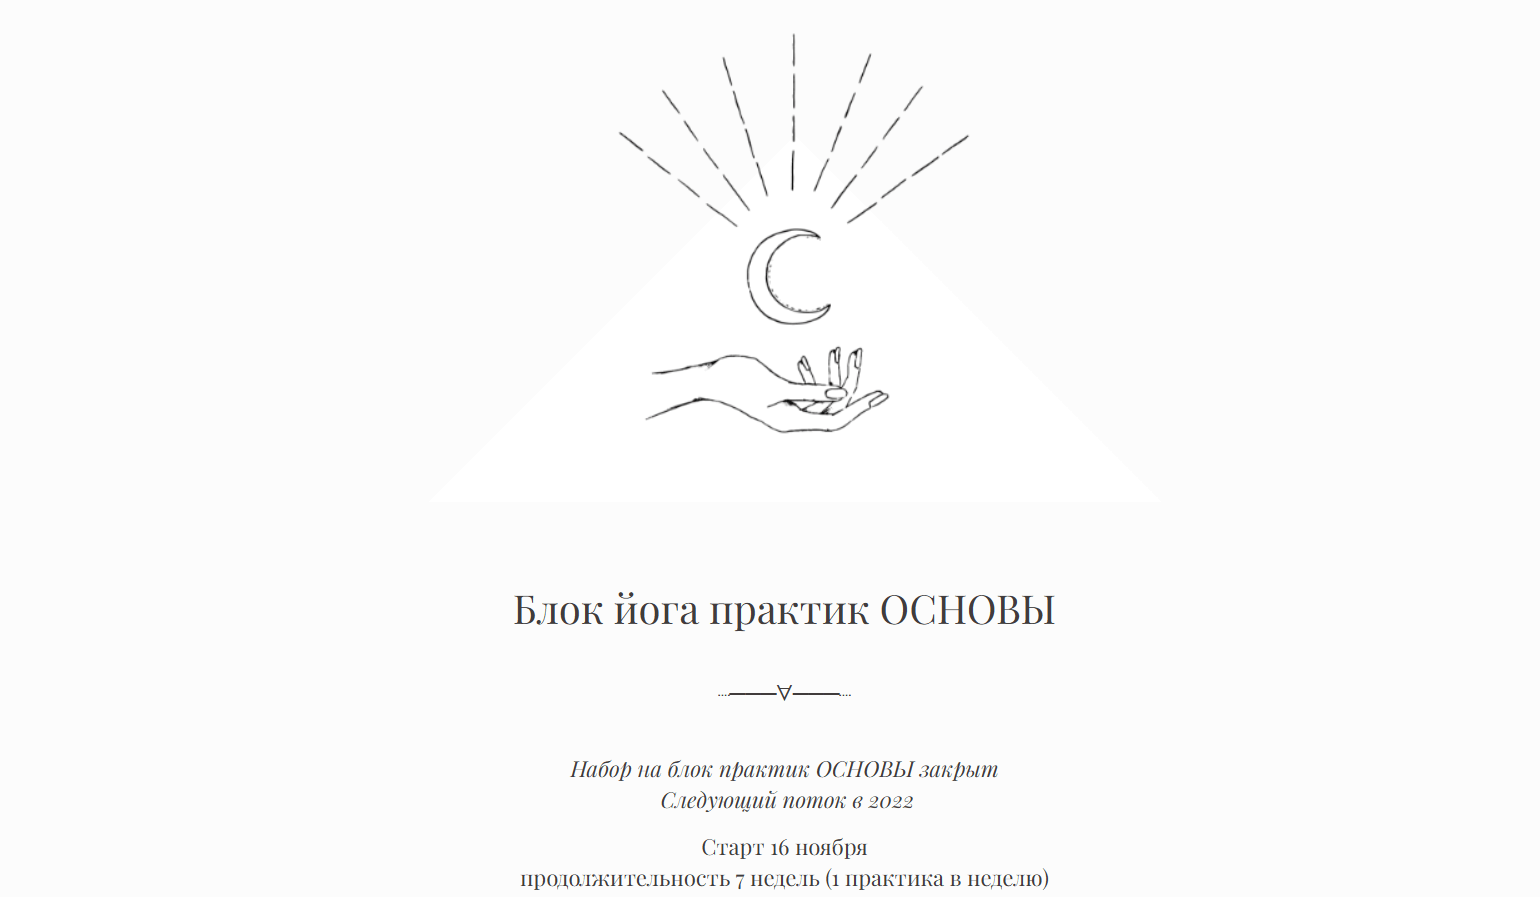 Блок йога практик ОСНОВЫ
Набор на блок практик ОСНОВЫ закрыт
Следующий поток в 2022
Старт 16 ноября
продолжительность 7 недель (1 практика в неделю)